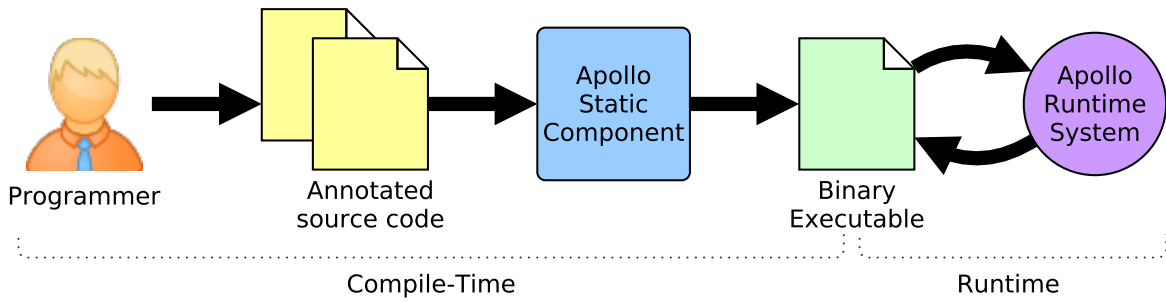 Programmer
Annotated
source code
Apollo
Static
Component
Binary
Executable
Apollo
Runtime
System
Compile-Time
Runtime